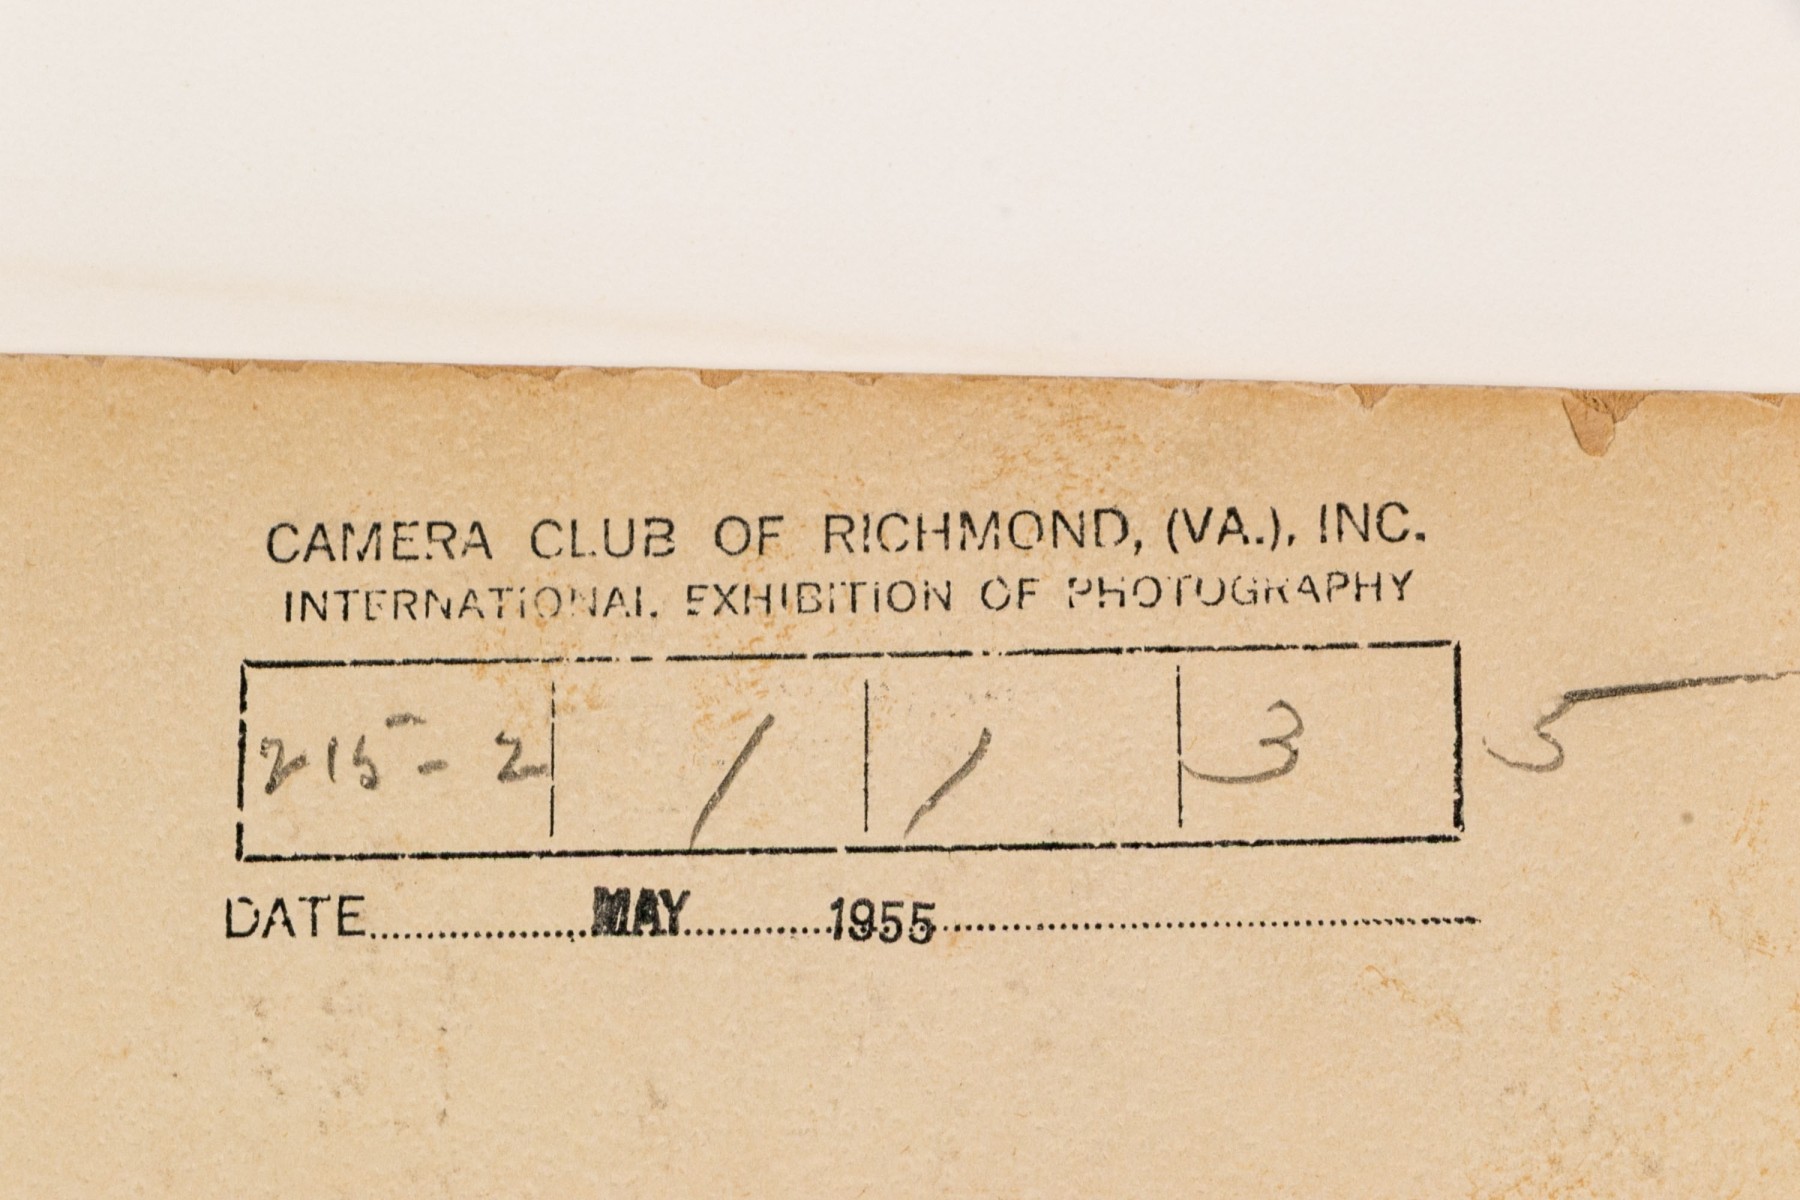 CAMERA CLUB OF RICHMOND, (VA.), INC.
INTERNATIONAL EXHIBITION OF PHOTOGRAPHY
215 - 2 / / 3 5
DATE..................MAY............1955..............................................